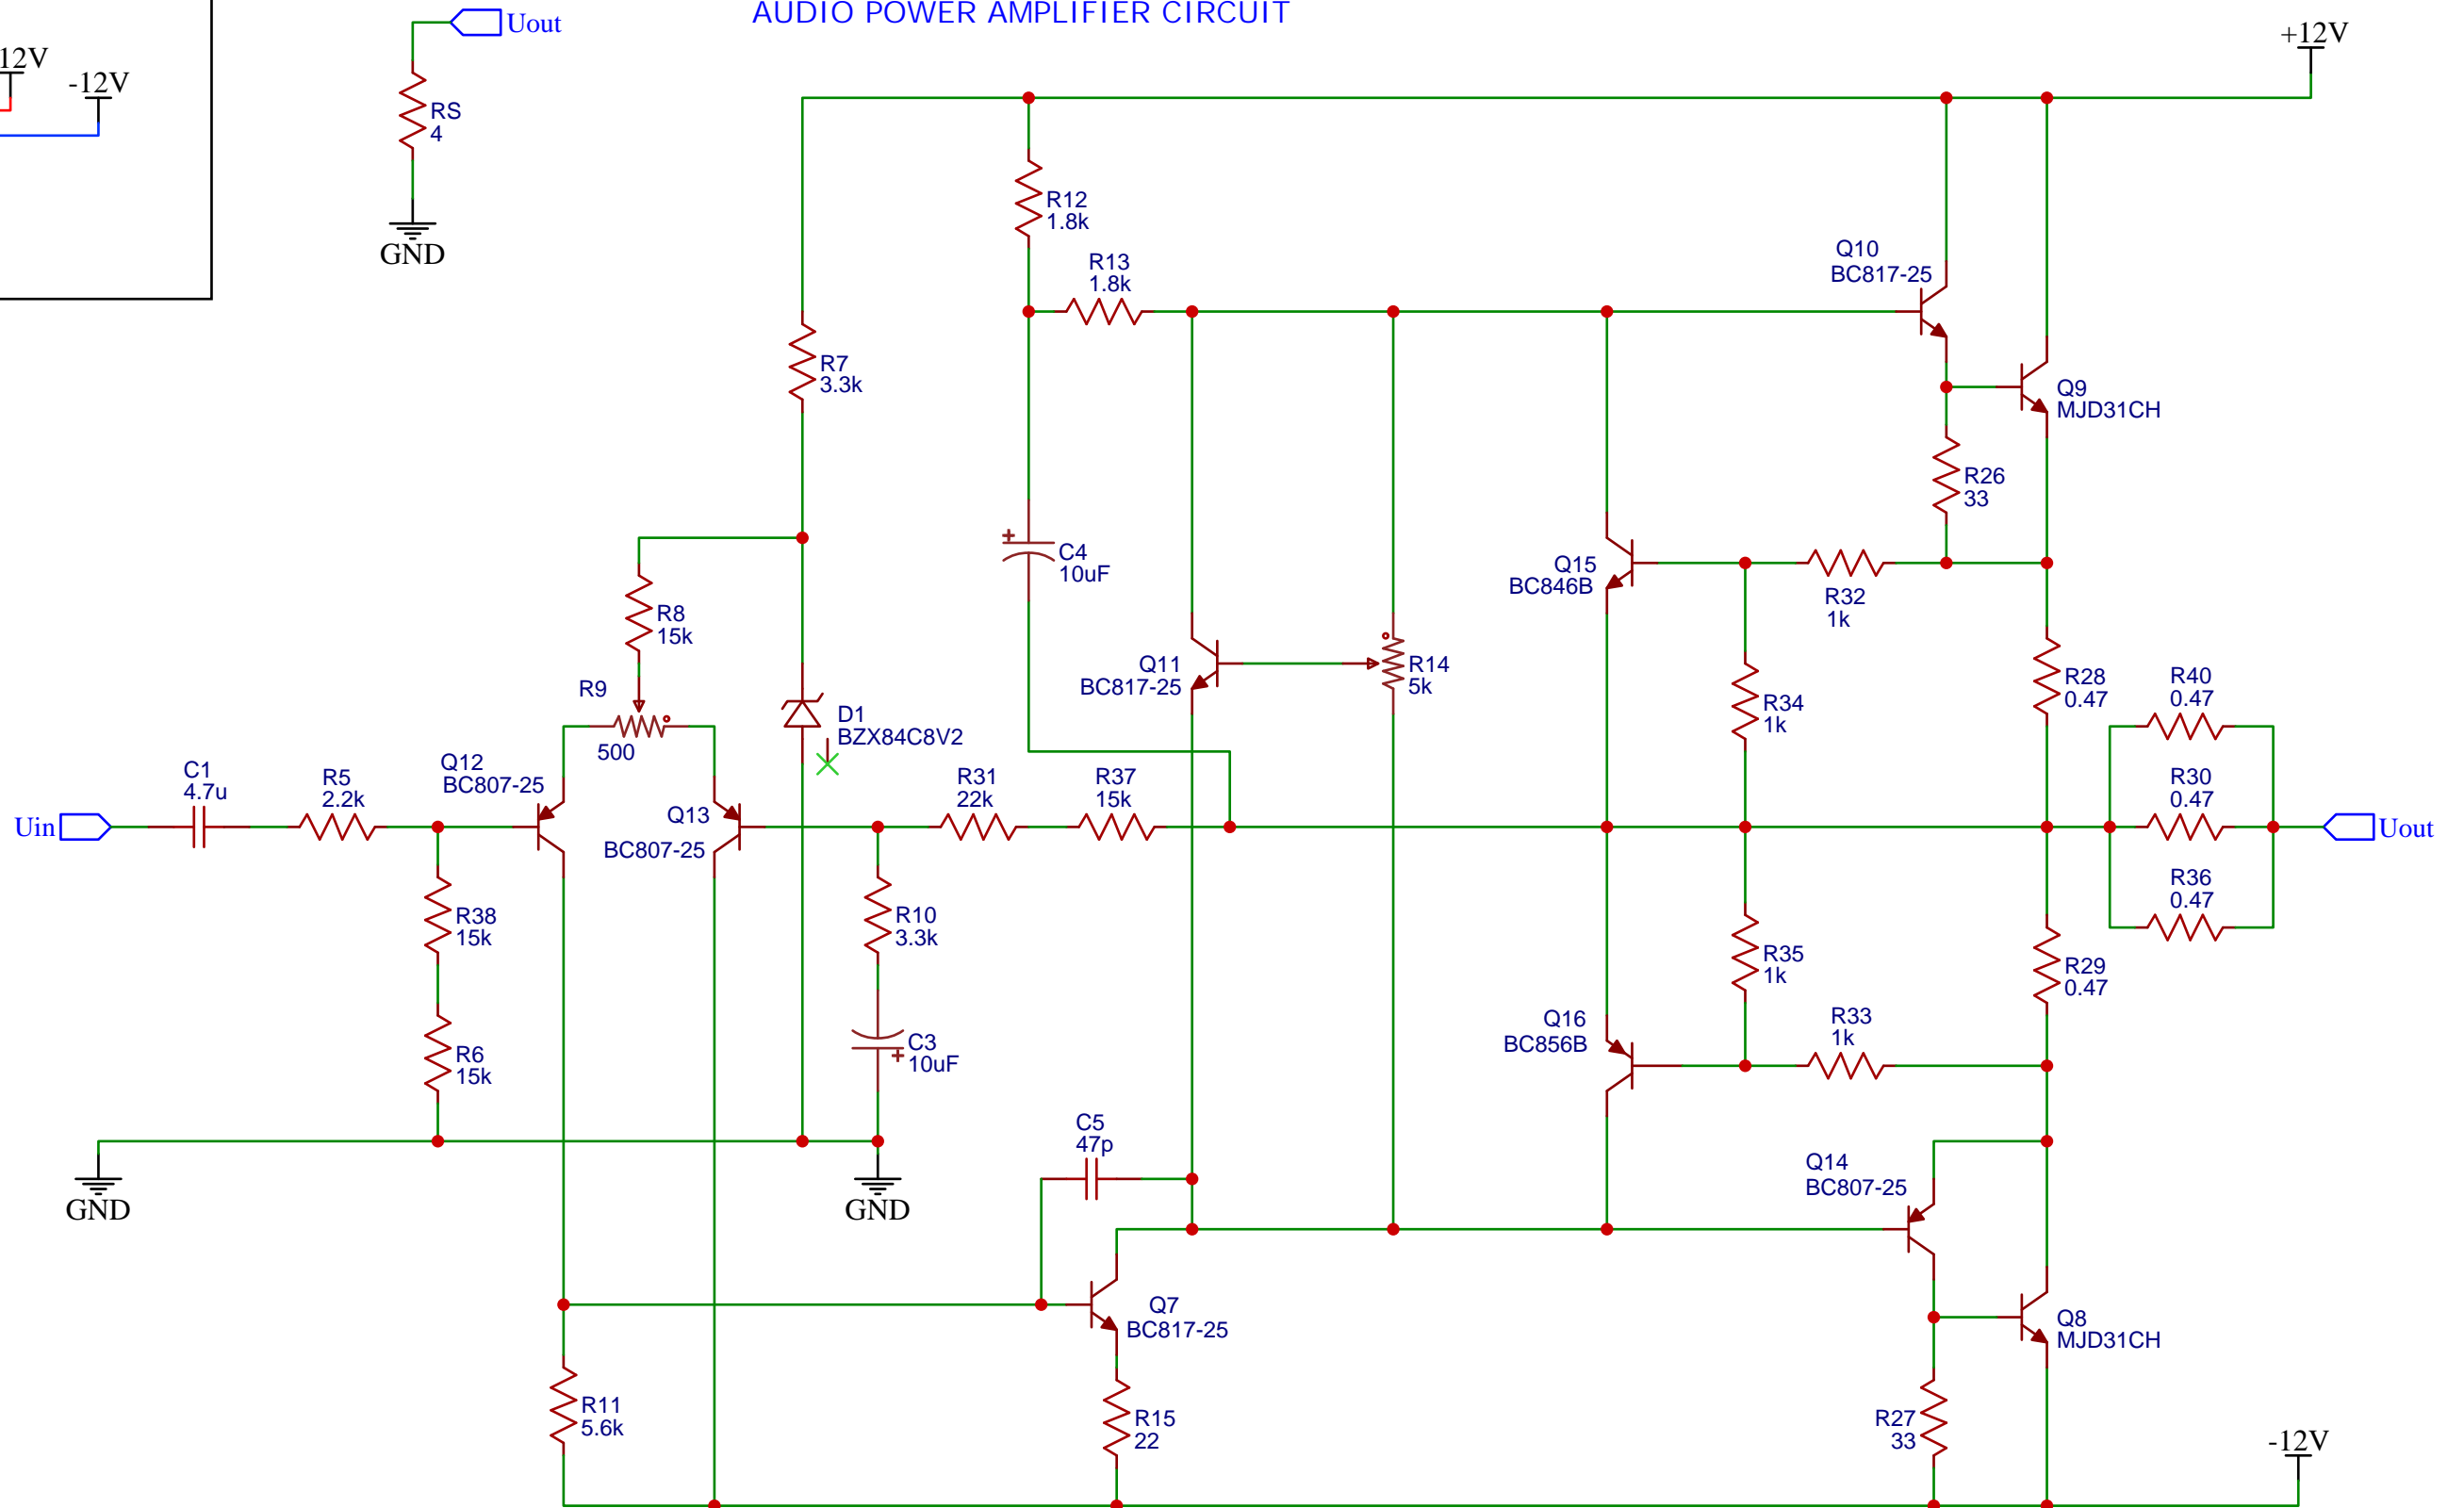 AUDIO POWER AMPLIFIER CIRCUIT
Uout
+12V
12V
-12V
RS
4
GND
R12
1.8k
R13
1.8k
Q10
BC817-25
R7
3.3k
Q9
MJD31CH
R26
33
C4
10uF
Q15
BC846B
R32
1k
R8
15k
Q11
BC817-25
R14
5k
R28
0.47
R40
0.47
R9
500
D1
BZX84C8V2
R34
1k
C1
4.7u
R5
2.2k
Q12
BC807-25
Q13
BC807-25
R31
22k
R37
15k
R30
0.47
Uin
Uout
R36
0.47
R38
15k
R10
3.3k
R35
1k
R29
0.47
R6
15k
C3
10uF
Q16
BC856B
R33
1k
C5
47p
GND
GND
Q14
BC807-25
Q7
BC817-25
Q8
MJD31CH
R11
5.6k
R15
22
R27
33
-12V